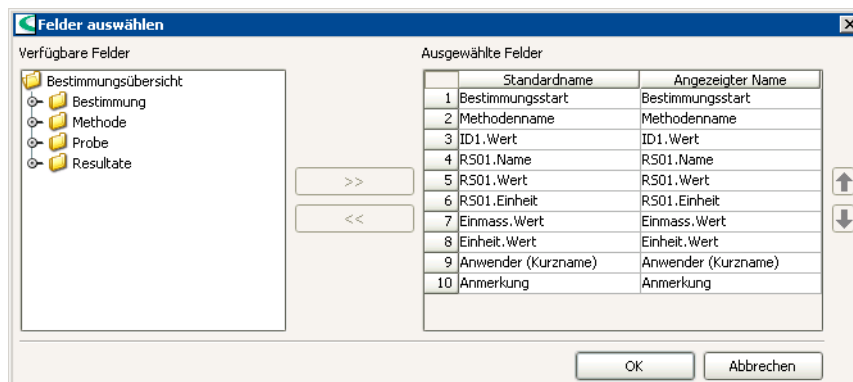 Felder auswählen
Verfügbare Felder
Bestimmungsübersicht
Bestimmung
Methode
Probe
Resultate
>>
<<
Ausgewählte Felder
Standardname Angezeigter Name
1 Bestimmungsstart Bestimmungsstart
2 Methodenname Methodenname
3 ID1.Wert ID1.Wert
4 RS01.Name RS01.Name
5 RS01.Wert RS01.Wert
6 RS01.Einheit RS01.Einheit
7 Einmass.Wert Einmass.Wert
8 Einheit.Wert Einheit.Wert
9 Anwender (Kurzname) Anwender (Kurzname)
10 Anmerkung Anmerkung
OK Abbrechen